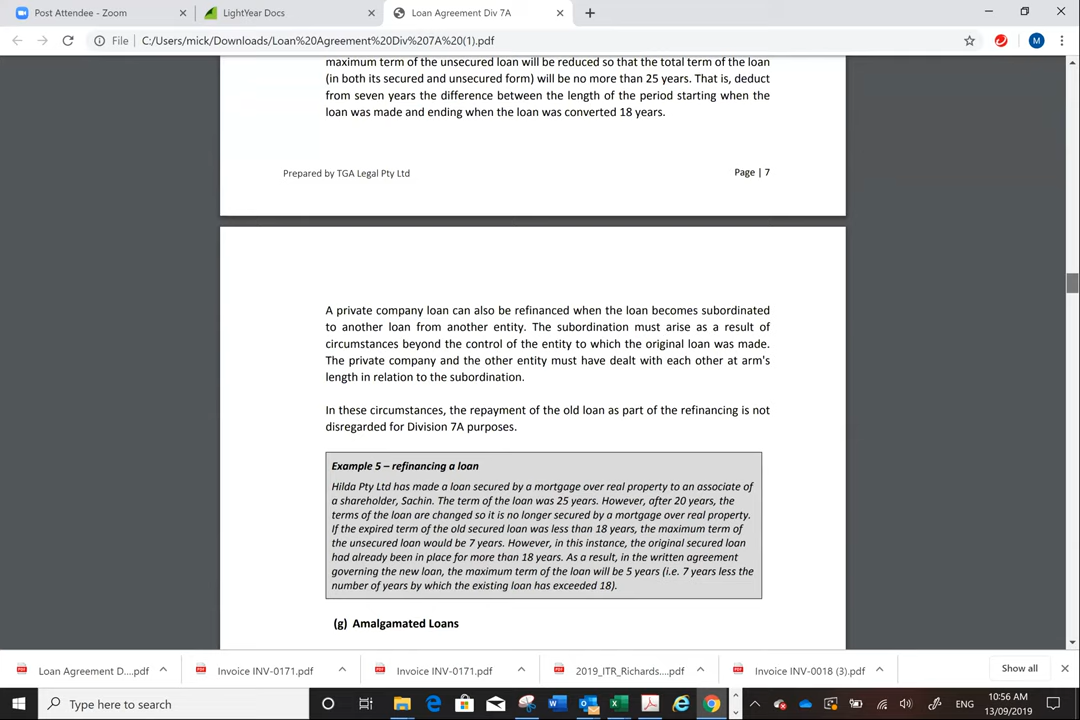 Post Attendee - Zoom
LightYear Docs
Loan Agreement Div 7A
File
C:/Users/mick/Downloads/Loan%20Agreement%20Div%207A%20(1).pdf
M
maximum term of the unsecured loan will be reduced so that the total term of the loan
(in both its secured and unsecured form) will be no more than 25 years. That is, deduct
from seven years the difference between the length of the period starting when the
loan was made and ending when the loan was converted 18 years.
Prepared by TGA Legal Pty Ltd
Page | 7
A private company loan can also be refinanced when the loan becomes subordinated
to another loan from another entity. The subordination must arise as a result of
circumstances beyond the control of the entity to which the original loan was made.
The private company and the other entity must have dealt with each other at arm's
length in relation to the subordination.
In these circumstances, the repayment of the old loan as part of the refinancing is not
disregarded for Division 7A purposes.
Example 5 – refinancing a loan
Hilda Pty Ltd has made a loan secured by a mortgage over real property to an associate of
a shareholder, Sachin. The term of the loan was 25 years. However, after 20 years, the
terms of the loan are changed so it is no longer secured by a mortgage over real property.
If the expired term of the old secured loan was less than 18 years, the maximum term of
the unsecured loan would be 7 years. However, in this instance, the original secured loan
had already been in place for more than 18 years. As a result, in the written agreement
governing the new loan, the maximum term of the loan will be 5 years (i.e. 7 years less the
number of years by which the existing loan has exceeded 18).
(g) Amalgamated Loans
Loan Agreement D....pdf
Invoice INV-0171.pdf
Invoice INV-0171.pdf
2019_ITR_Richards....pdf
Invoice INV-0018 (3).pdf
Show all
Type here to search
ENG
10:56 AM
13/09/2019